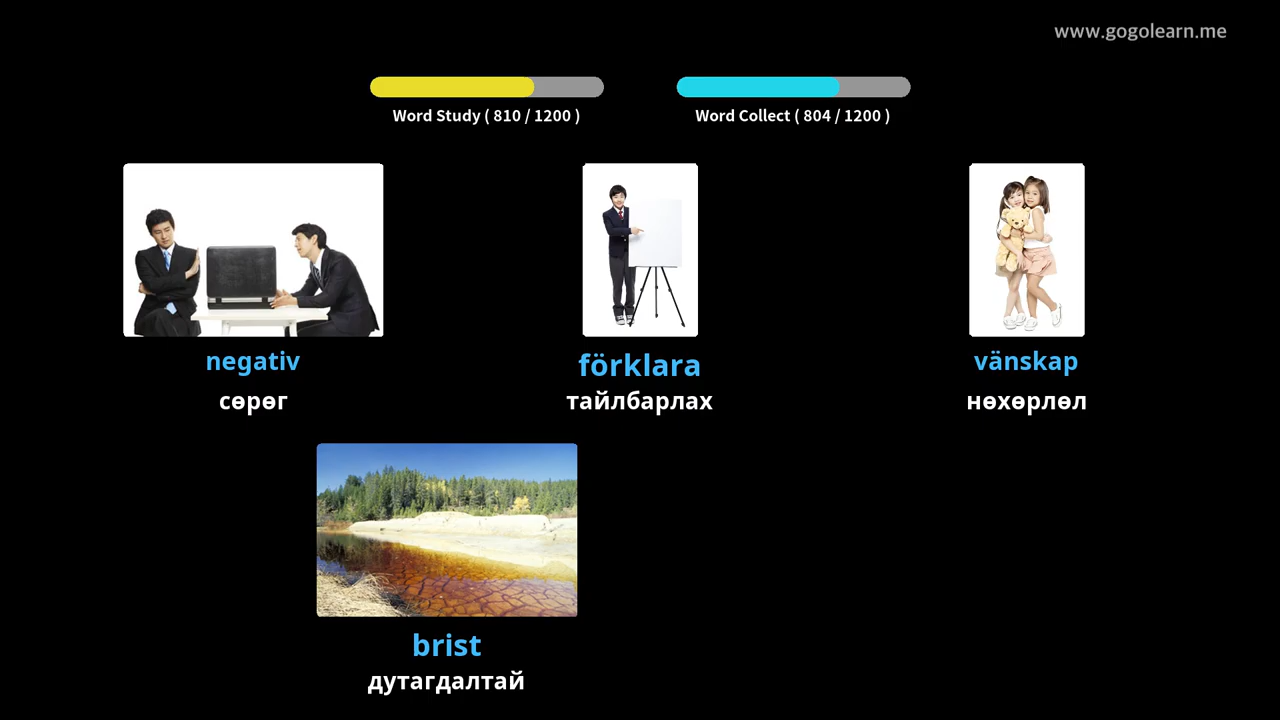 www.gogolearn.me
Word Study ( 810 / 1200 )
Word Collect ( 804 / 1200 )
negativ
förklara
vänskap
сөрөг
тайлбарлах
нөхөрлөл
brist
дутагдалтай